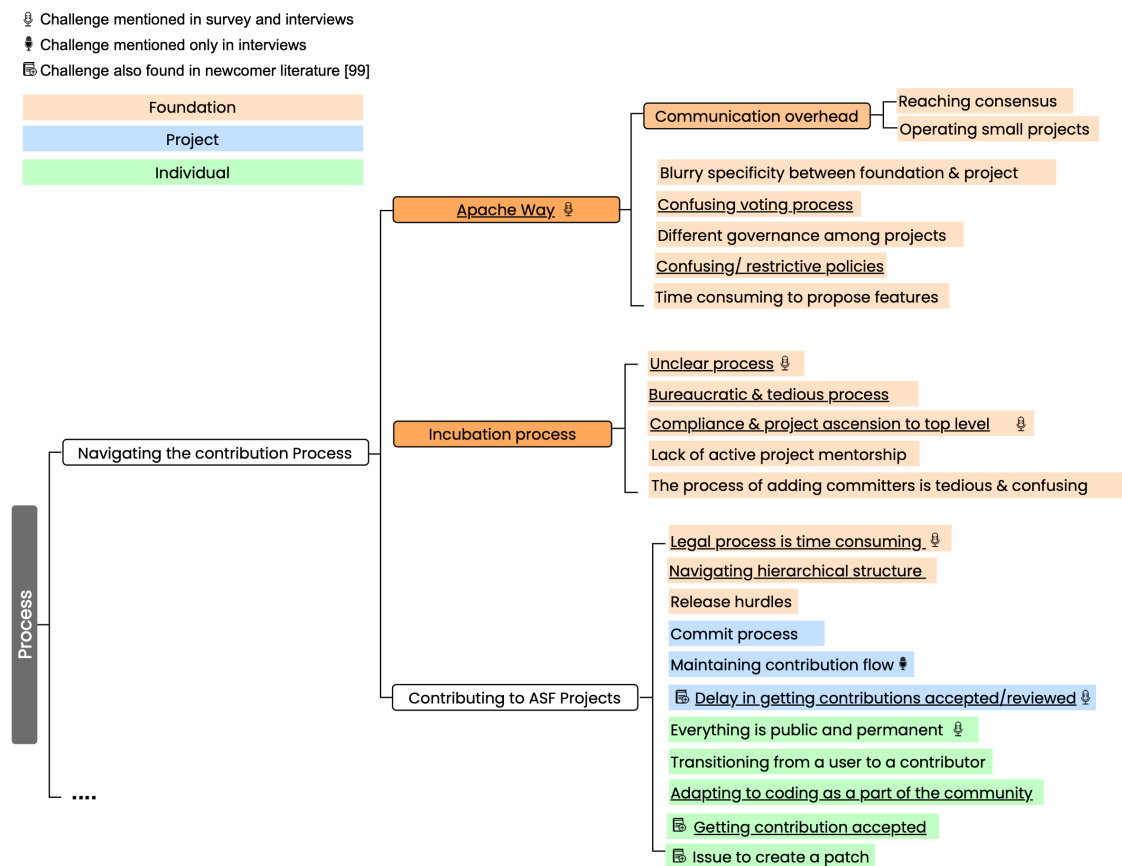 Challenge mentioned in survey and interviews
Challenge mentioned only in interviews
Challenge also found in newcomer literature [99]
Foundation
Project
Individual
Communication overhead
Reaching consensus
Operating small projects
Apache Way
Blurry specificity between foundation & project
Confusing voting process
Different governance among projects
Confusing/ restrictive policies
Time consuming to propose features
Incubation process
Unclear process
Bureaucratic & tedious process
Compliance & project ascension to top level
Lack of active project mentorship
The process of adding committers is tedious & confusing
Navigating the contribution Process
Process
Contributing to ASF Projects
Legal process is time consuming
Navigating hierarchical structure
Release hurdles
Commit process
Maintaining contribution flow
Delay in getting contributions accepted/reviewed
Everything is public and permanent
Transitioning from a user to a contributor
Adapting to coding as a part of the community
Getting contribution accepted
Issue to create a patch
....